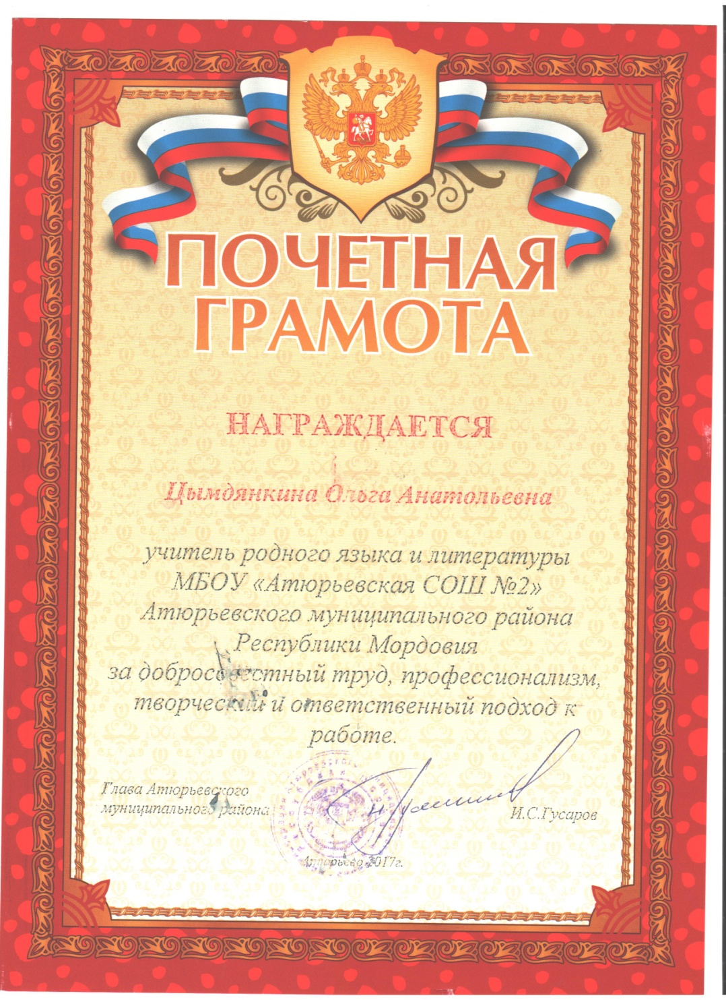 ПОЧЕТНАЯ
ГРАМОТА
НАГРАЖДАЕТСЯ
Цымдянкина Ольга Анатольевна
учитель родного языка и литературы
МБОУ «Атюрьевская СОШ №2»
Атюрьевского муниципального района
Республики Мордовия
за добросовестный труд, профессионализм,
творческий и ответственный подход к
работе.
Глава Атюрьевского
муниципального района
И.С.Гусаров
Атюрьево 2017г.